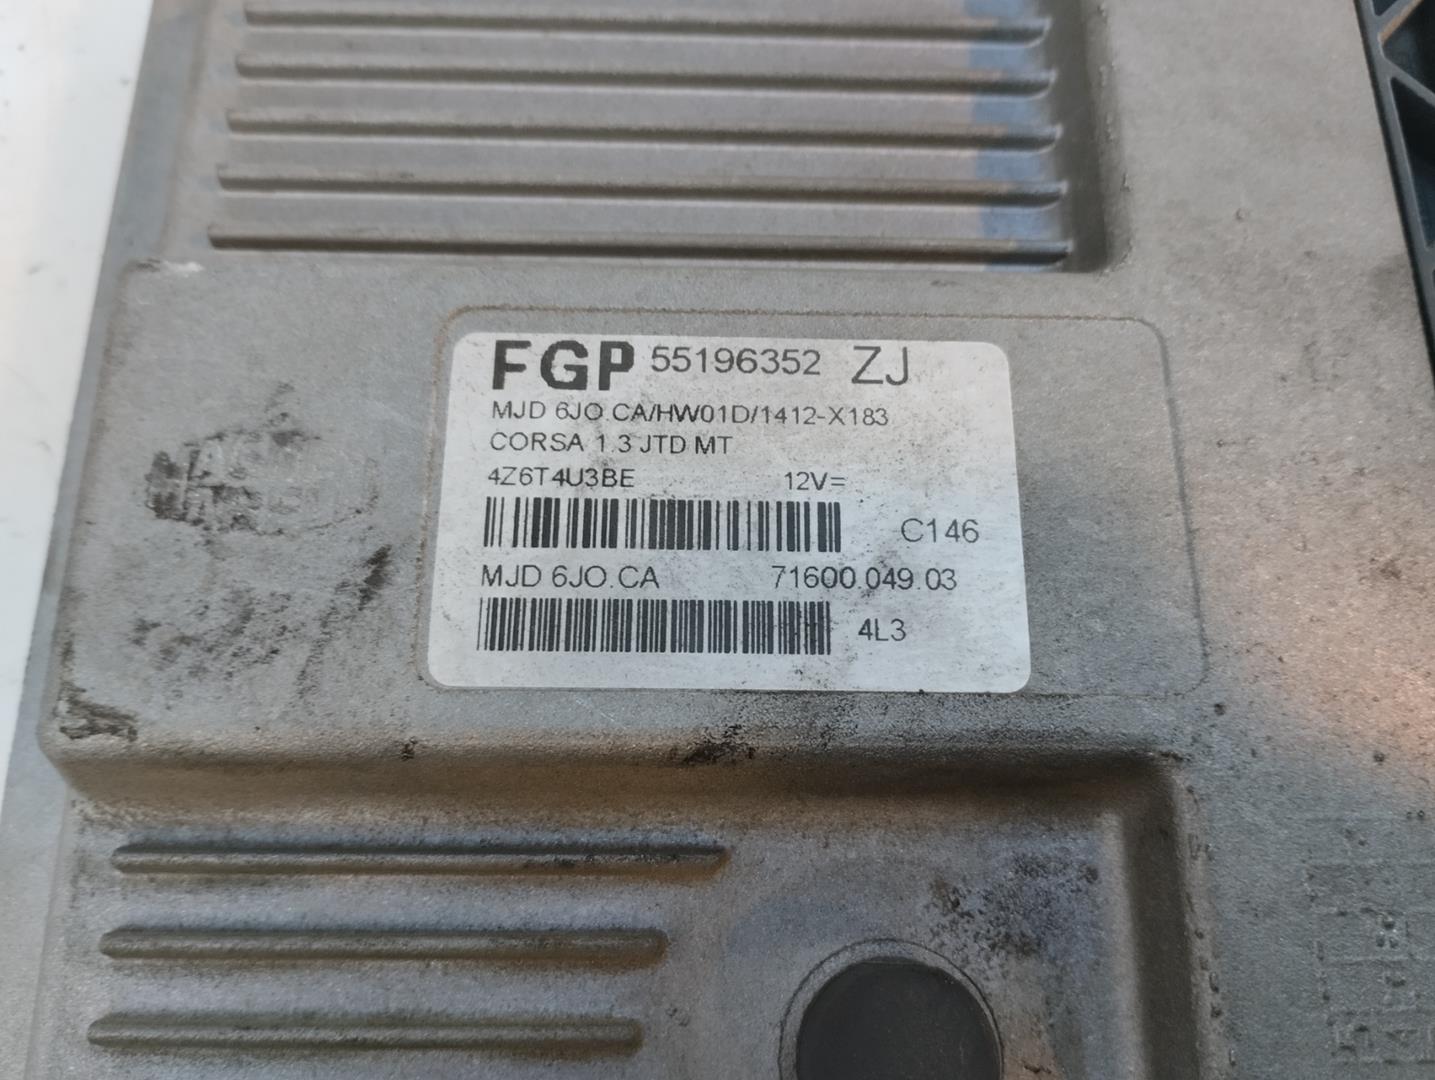 FGP 55196352 ZJ
MJD 6JO.CA/HW01D/1412-X183
CORSA 1.3 JTD MT
4Z6T4U3BE 12V=
C146
MJD 6JO.CA 71600.049.03
4L3